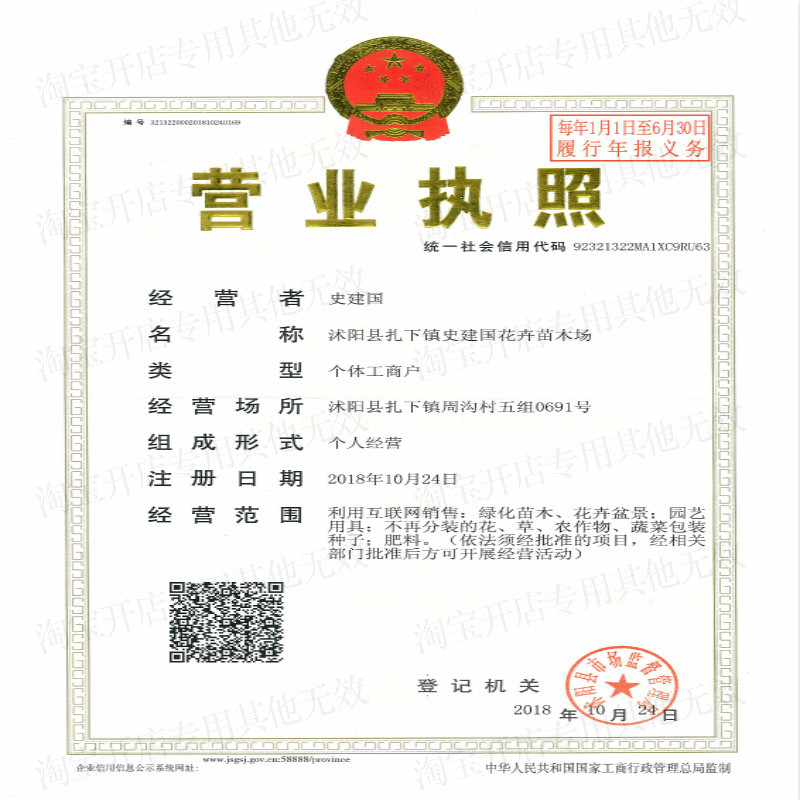 编 号 321322000201810240169
每年1月1日至6月30日
履行年报义务
营业执照
统一社会信用代码 92321322MA1XC9RU63
经营者 史建国
名称 沭阳县扎下镇史建国花卉苗木场
类型 个体工商户
经营场所 沭阳县扎下镇周沟村五组0691号
组成形式 个人经营
注册日期 2018年10月24日
经营范围 利用互联网销售：绿化苗木、花卉盆景；园艺
用具；不再分装的花、草、农作物、蔬菜包装
种子；肥料。（依法须经批准的项目，经相关
部门批准后方可开展经营活动）
登记机关
沭阳县市场监督管理局
2018 年 10 月 24 日
企业信用信息公示系统网址： www.jsgsj.gov.cn:58888/province
中华人民共和国国家工商行政管理总局监制
淘宝开店专用其他无效